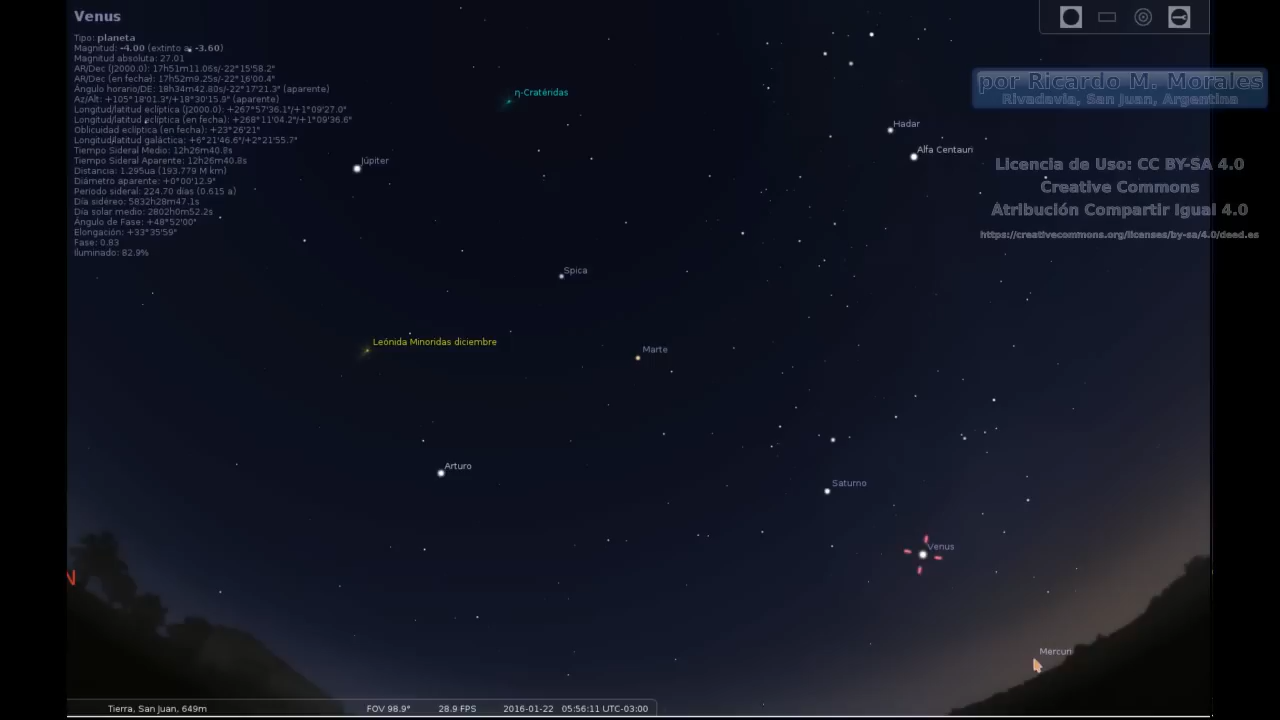 Venus
Tipo: planeta
Magnitud: -4.00 (extinto a: -3.60)
Magnitud absoluta: 27.01
AR/Dec (J2000.0): 17h51m11.06s/-22°15'58.2"
AR/Dec (en fecha): 17h52m9.25s/-22°16'00.4"
Ángulo horario/DE: 18h34m42.80s/-22°17'21.3" (aparente)
Az/Alt: +105°18'01.3"/+18°30'15.9" (aparente)
Longitud/latitud eclíptica (J2000.0): +267°57'36.1"/+1°09'27.0"
Longitud/latitud eclíptica (en fecha): +268°11'04.2"/+1°09'36.6"
Oblicuidad eclíptica (en fecha): +23°26'21"
Longitud/latitud galáctica: +6°21'46.6"/+2°21'55.7"
Tiempo Sideral Medio: 12h26m40.8s
Tiempo Sideral Aparente: 12h26m40.8s
Distancia: 1.295ua (193.779 M km)
Diámetro aparente: +0°00'12.9"
Periodo sideral: 224.70 días (0.615 a)
Día sidéreo: 5832h28m47.1s
Día solar medio: 2802h0m52.2s
Ángulo de Fase: +48°52'00"
Elongación: +33°35'59"
Fase: 0.83
Iluminado: 82.9%
por Ricardo M. Morales
Rivadavia, San Juan, Argentina
Licencia de Uso: CC BY-SA 4.0
Creative Commons
Atribución Compartir Igual 4.0
https://creativecommons.org/licenses/by-sa/4.0/deed.es
η-Cratéridas
Hadar
Alfa Centauri
Júpiter
Spica
Leónida Minoridas diciembre
Marte
Arturo
Saturno
Venus
N
Mercuri
Tierra, San Juan, 649m FOV 98.9° 28.9 FPS 2016-01-22 05:56:11 UTC-03:00